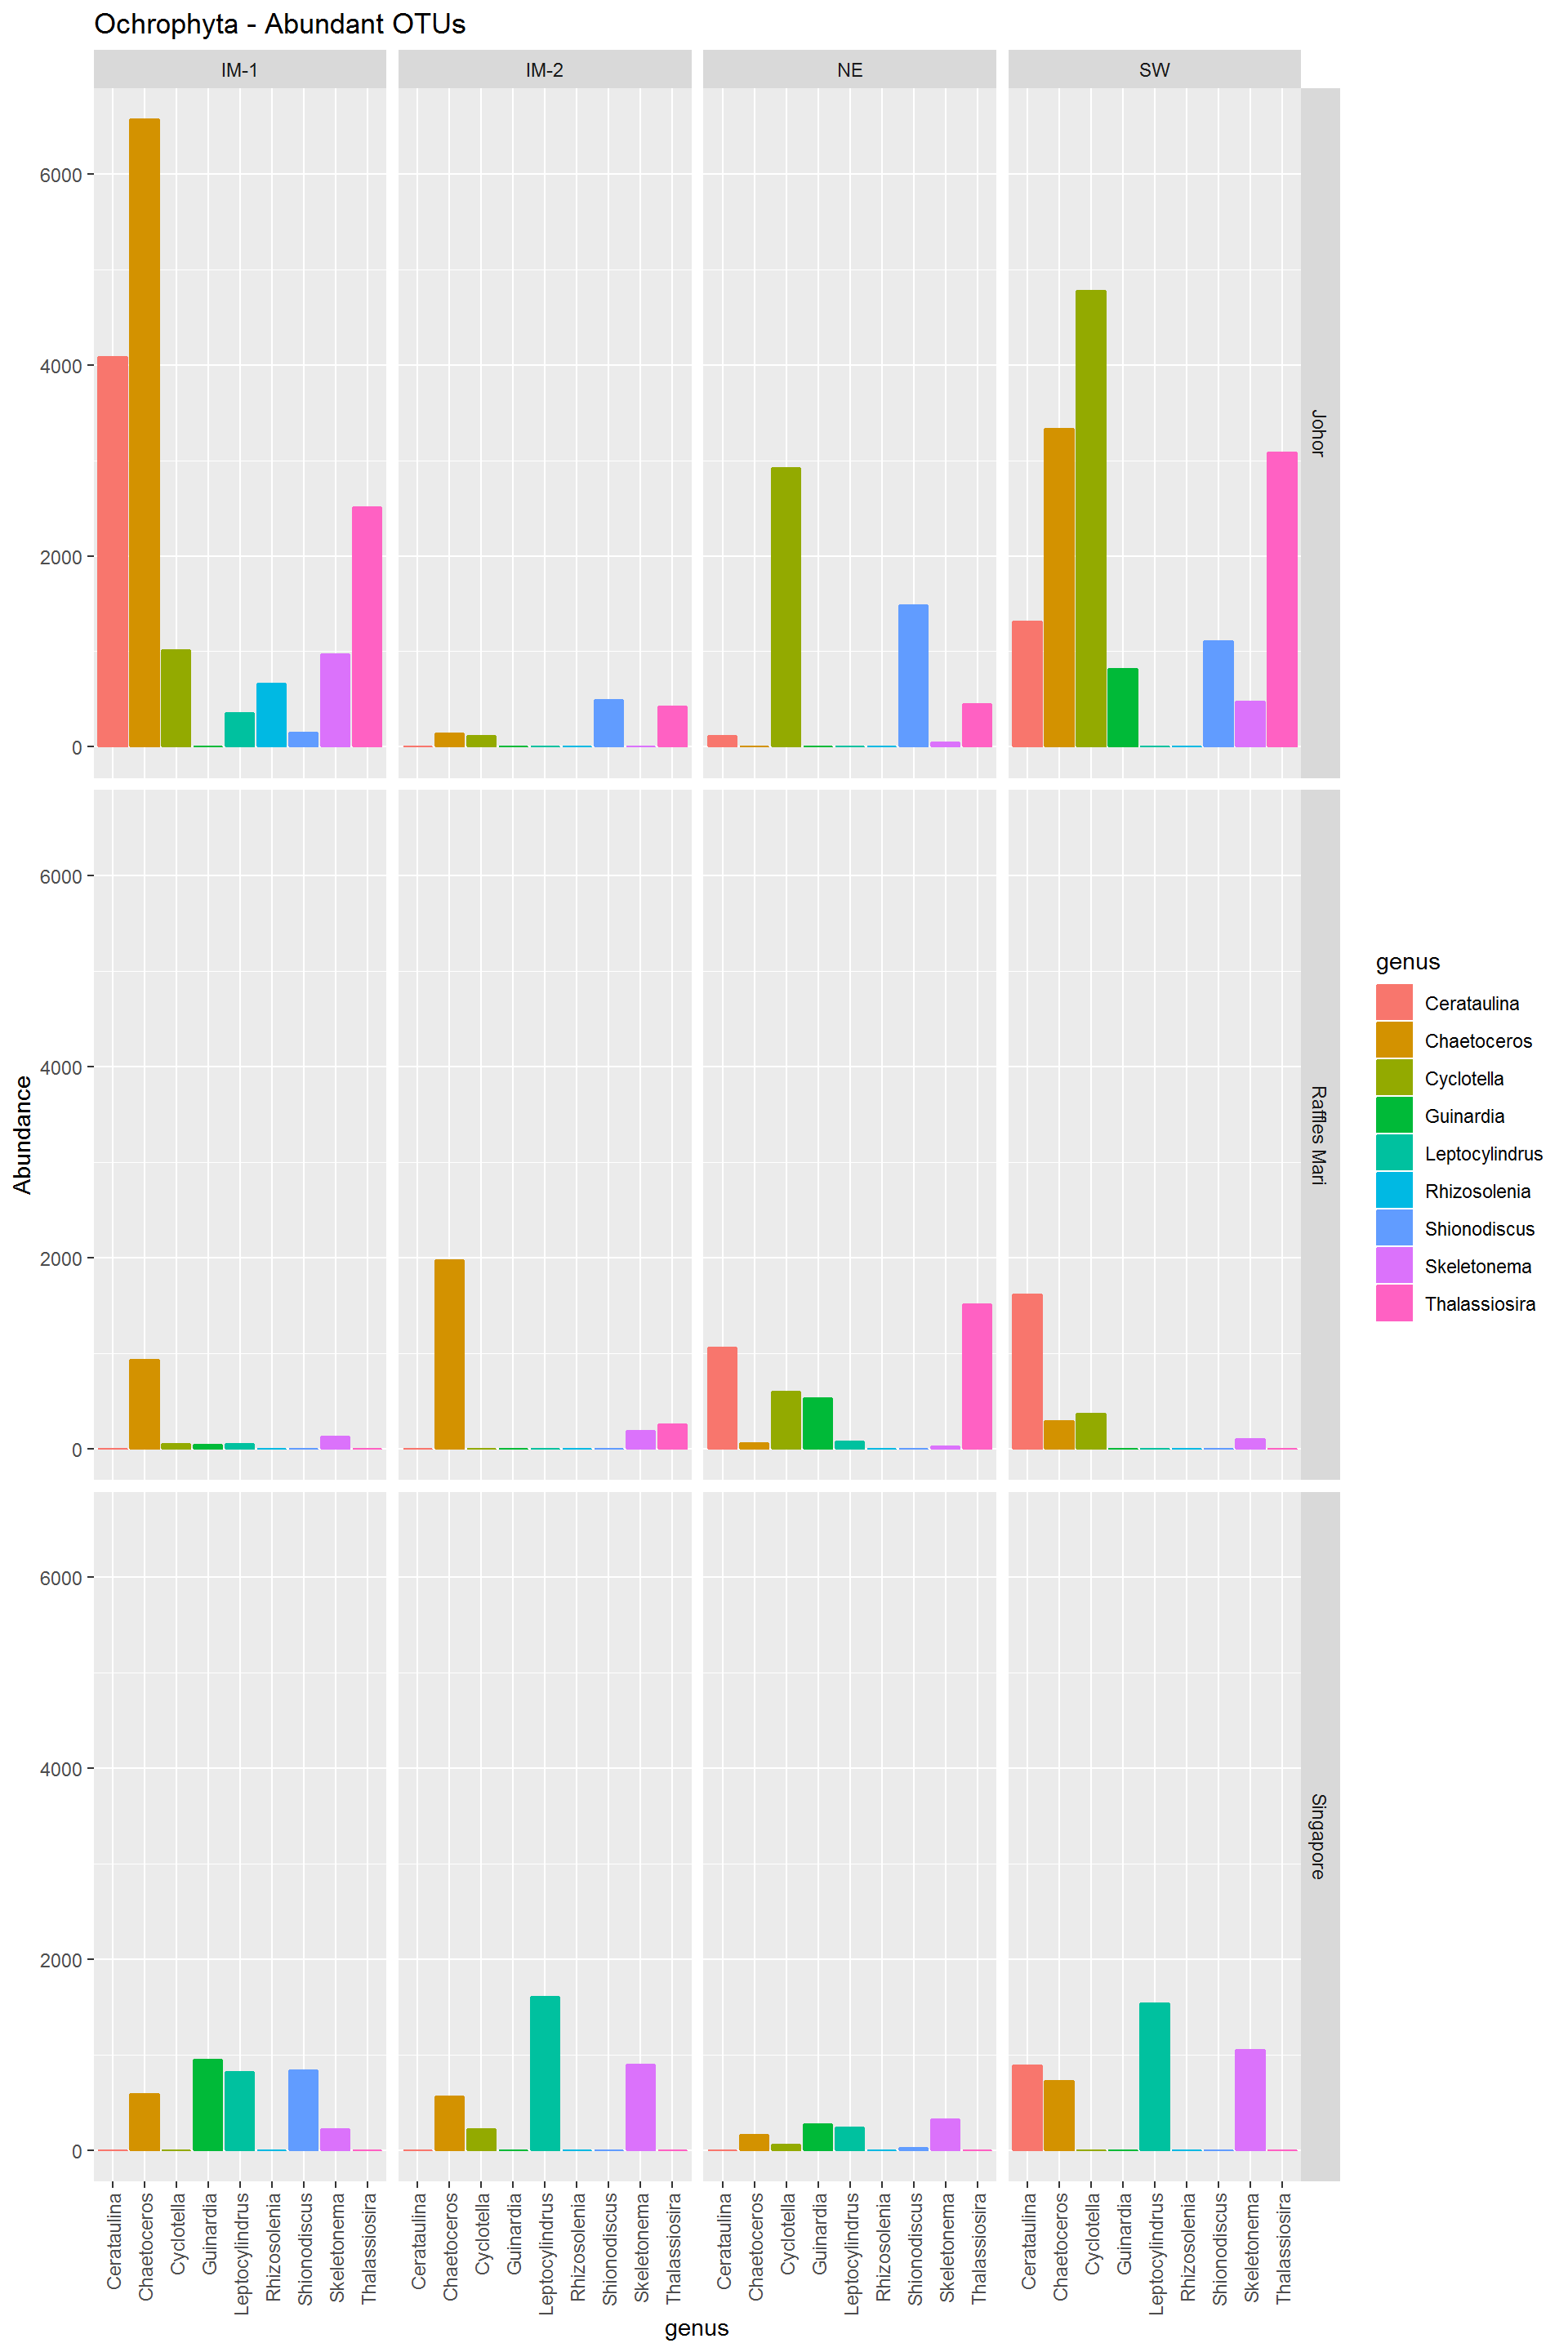 Ochrophyta - Abundant OTUs
IM-1 IM-2 NE SW
6000
4000
2000
0
Johor
6000
4000
2000
0
Raffles Mari
6000
4000
2000
0
Singapore
Abundance
Cerataulina Chaetoceros Cyclotella Guinardia Leptocylindrus Rhizosolenia Shionodiscus Skeletonema Thalassiosira
Cerataulina Chaetoceros Cyclotella Guinardia Leptocylindrus Rhizosolenia Shionodiscus Skeletonema Thalassiosira
Cerataulina Chaetoceros Cyclotella Guinardia Leptocylindrus Rhizosolenia Shionodiscus Skeletonema Thalassiosira
Cerataulina Chaetoceros Cyclotella Guinardia Leptocylindrus Rhizosolenia Shionodiscus Skeletonema Thalassiosira
genus
genus
Cerataulina
Chaetoceros
Cyclotella
Guinardia
Leptocylindrus
Rhizosolenia
Shionodiscus
Skeletonema
Thalassiosira